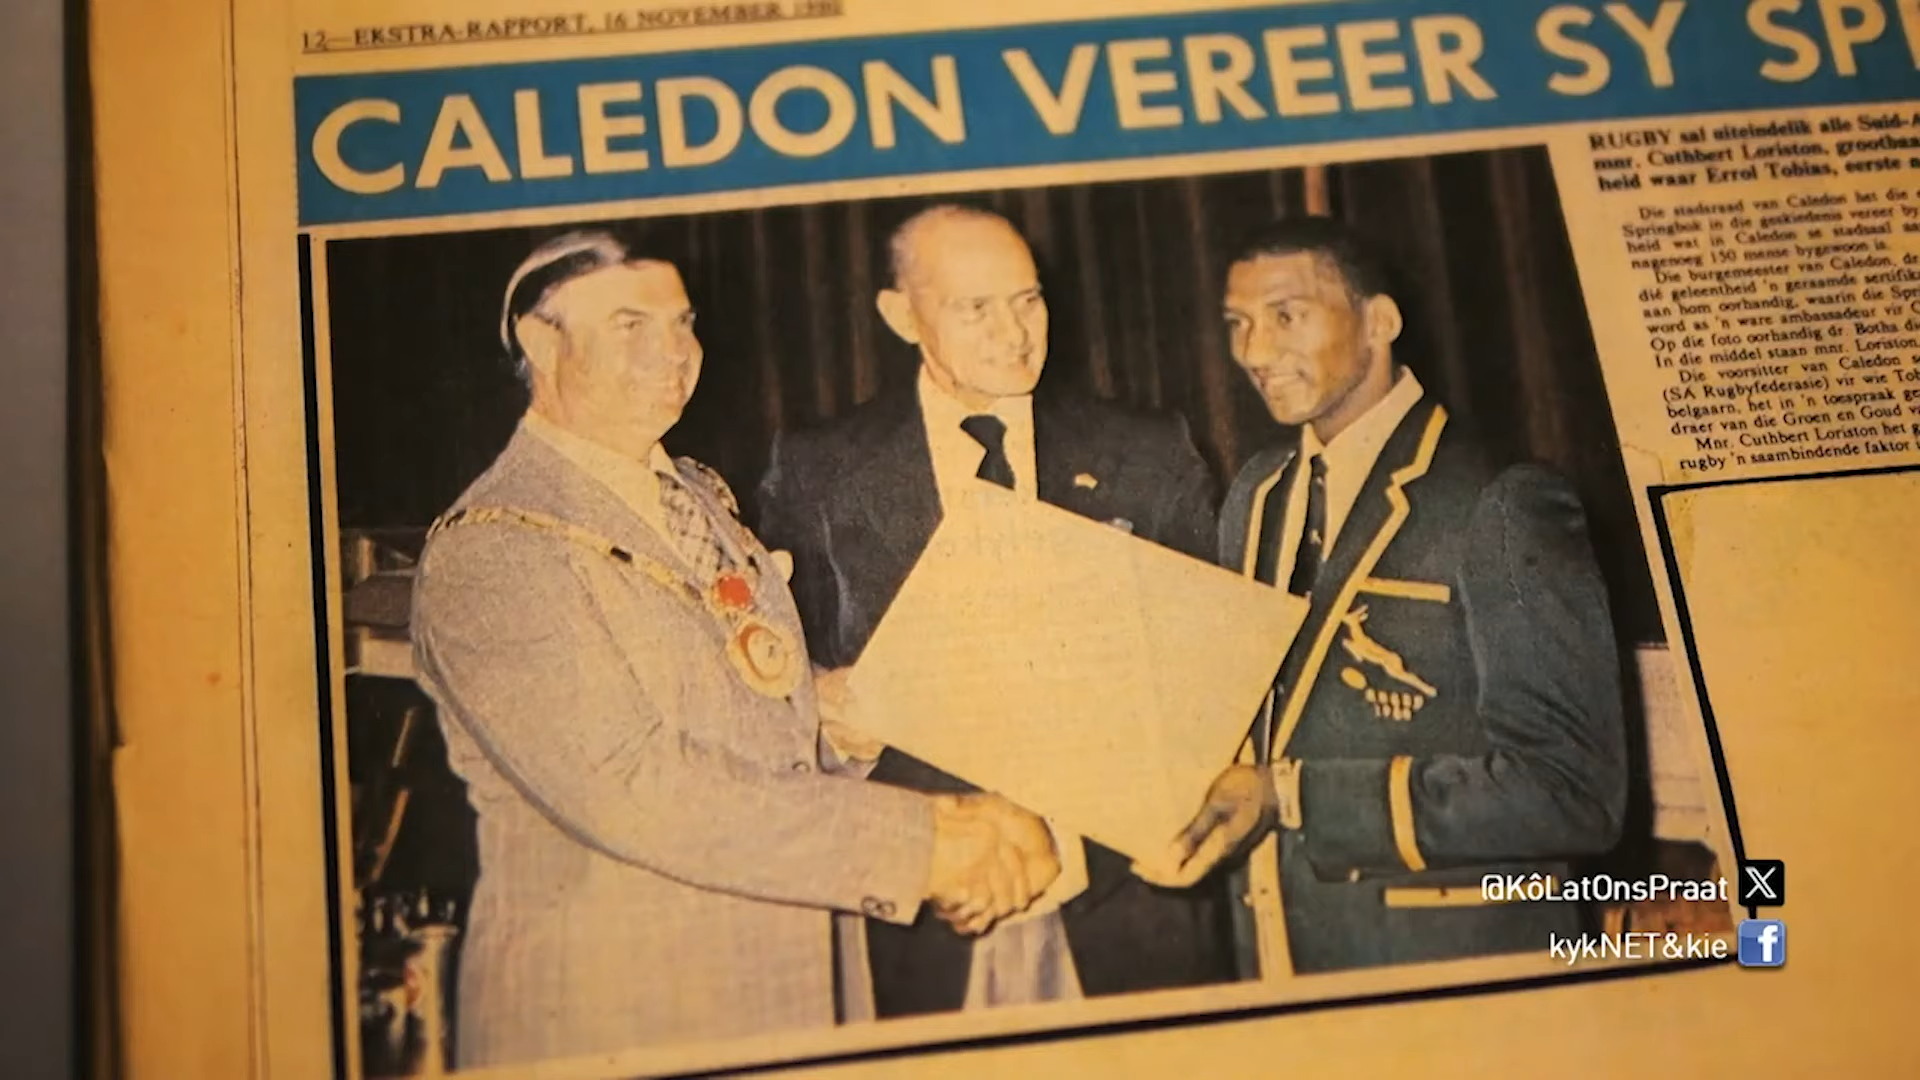 12—EKSTRA-RAPPORT, 16 NOVEMBER 1980
CALEDON VEREER SY SP
RUGBY sal uiteindelik alle Suid-A
mnr. Cuthbert Loriston, grootbaa
heid waar Errol Tobias, eerste
Die stadsraad van Caledon het die
Springbok in die geskiedenis vereer by
heid wat in Caledon se stadsaal
nagenoeg 150 mense bygewoon is.
Die burgemeester van Caledon, dr.
dié geleentheid 'n geraamde sertifik
aan hom oorhandig, waarin die Spr
word as 'n ware ambassadeur vir C
Op die foto oorhandig dr. Botha die
In die middel staan mnr. Loriston.
Die voorsitter van Caledon s
(SA Rugbyfederasie) vir wie Tob
belgaarn, het in 'n toespraak ge
draer van die Groen en Goud v
Mnr. Cuthbert Loriston het g
rugby 'n saambindende faktor
1980
@KôLatOnsPraat X
kykNET&kie f